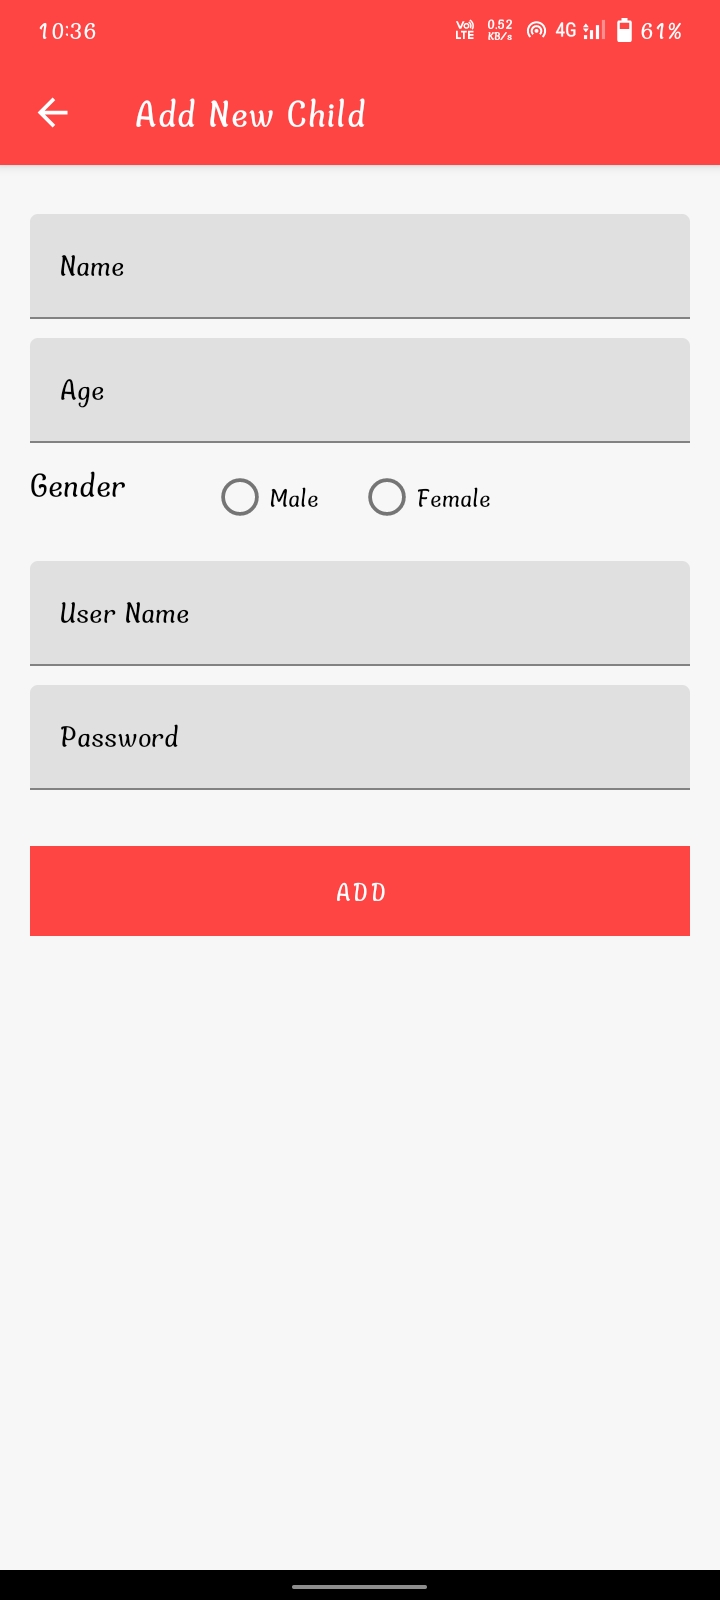 10:36 Vo) LTE 0.52 KB/s 4G 61%
Add New Child
Name
Age
Gender Male Female
User Name
Password
ADD